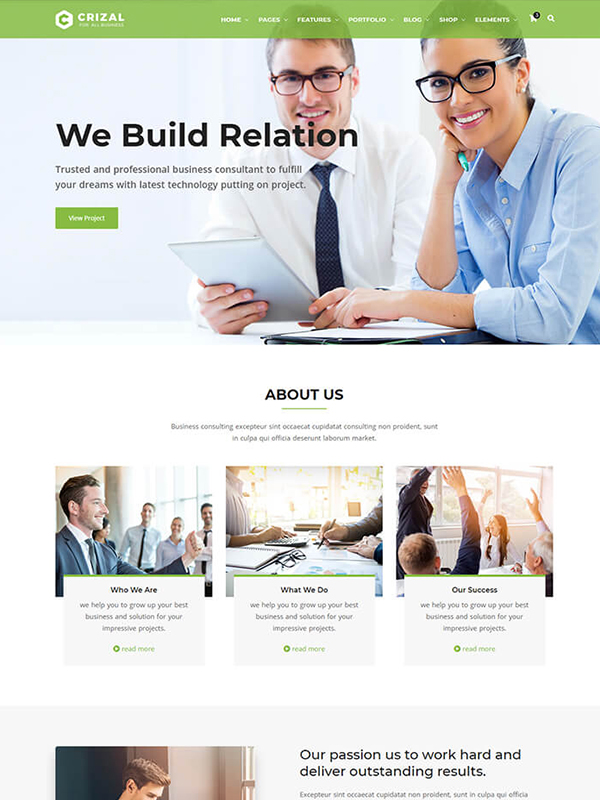 CRIZAL
FOR ALL BUSINESS
HOME PAGES FEATURES PORTFOLIO BLOG SHOP ELEMENTS 3
We Build Relation
Trusted and professional business consultant to fulfill
your dreams with latest technology putting on project.
View Project
ABOUT US
Business consulting excepteur sint occaecat cupidatat consulting non proident, sunt
in culpa qui officia deserunt laborum market.
Who We Are
we help you to grow up your best
business and solution for your
impressive projects.
read more
What We Do
we help you to grow up your best
business and solution for your
impressive projects.
read more
Our Success
we help you to grow up your best
business and solution for your
impressive projects.
read more
Our passion us to work hard and
deliver outstanding results.
Excepteur sint occaecat cupidatat non proident, sunt in culpa qui officia